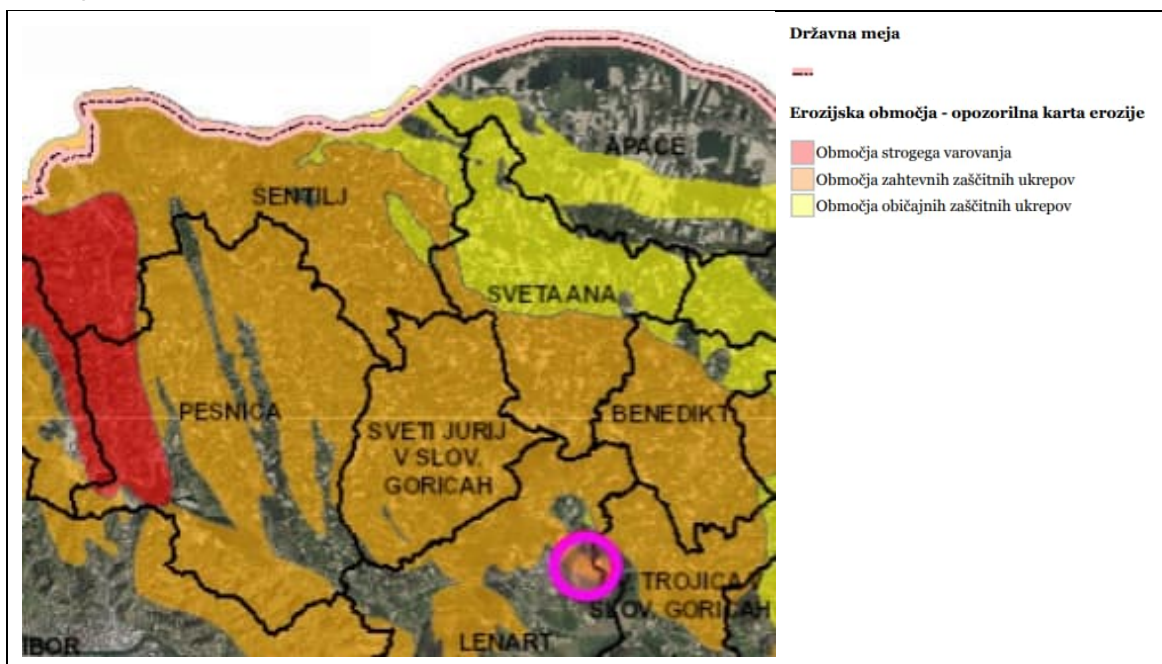 Državna meja
Erozijska območja - opozorilna karta erozije
Območja strogega varovanja
Območja zahtevnih zaščitnih ukrepov
Območja običajnih zaščitnih ukrepov
APAČE
ŠENTILJ
SVETA ANA
PESNICA
BENEDIKT
SVETI JURIJ
V SLOV.
GORICAH
TROJICA V
SLOV. GORICAH
LENART
IBOR